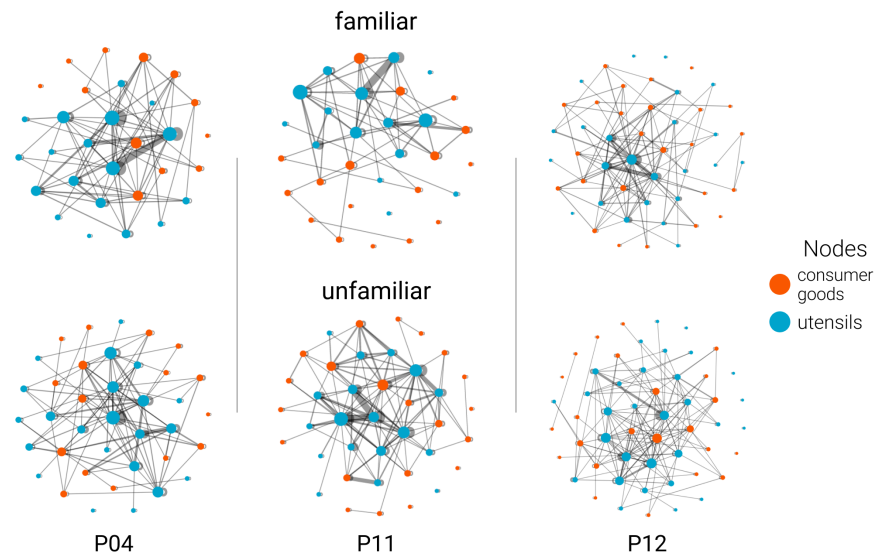 familiar
unfamiliar
Nodes
consumer
goods
utensils
P04
P11
P12